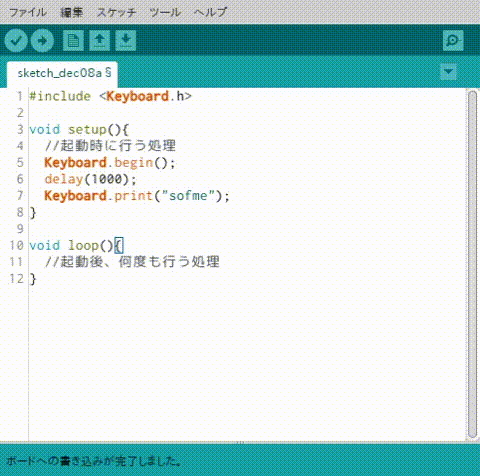 ファイル 編集 スケッチ ツール ヘルプ
sketch_dec08a §
1 #include <Keyboard.h>
2
3 void setup(){
4   //起動時に行う処理
5   Keyboard.begin();
6   delay(1000);
7   Keyboard.print("sofme");
8 }
9
10 void loop(){
11   //起動後、何度も行う処理
12 }
ボードへの書き込みが完了しました。